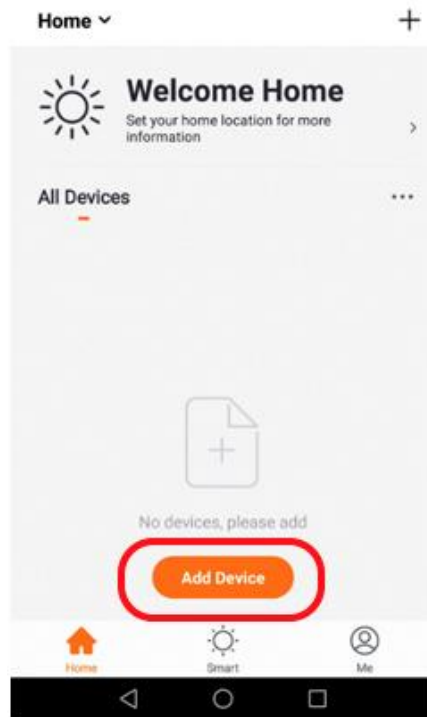 Home
Welcome Home
Set your home location for more
information
All Devices
No devices, please add
Add Device
Home
Smart
Me